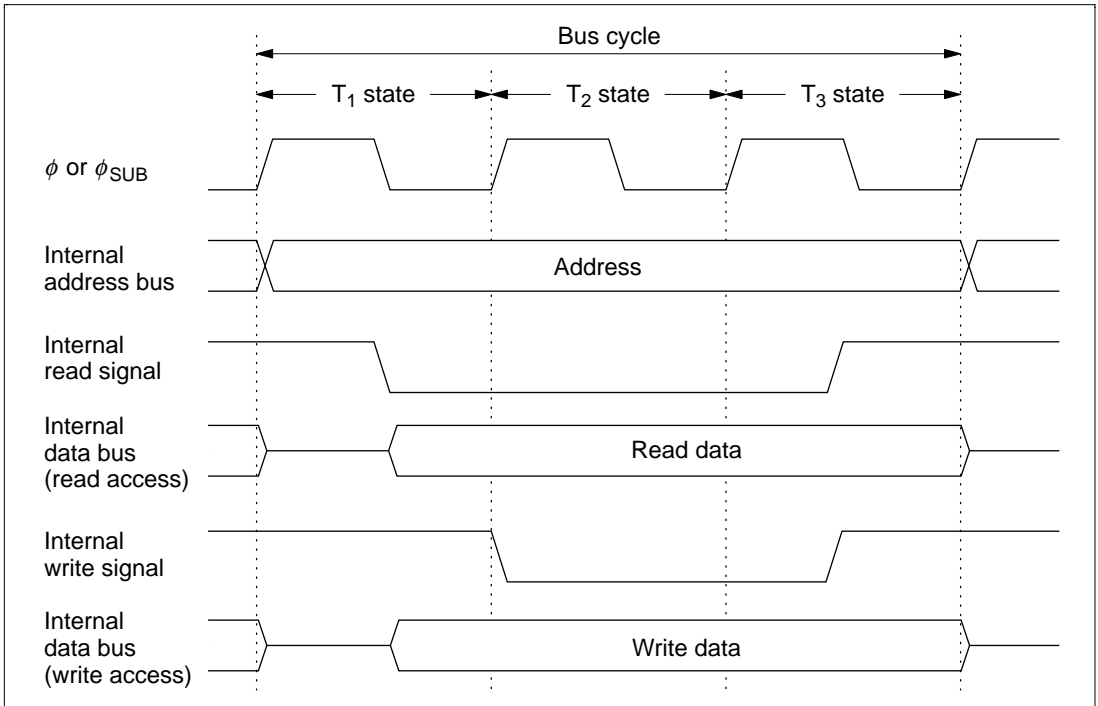 Bus cycle
T₁ state
T₂ state
T₃ state
ϕ or ϕSUB
Internal
address bus
Address
Internal
read signal
Internal
data bus
(read access)
Read data
Internal
write signal
Internal
data bus
(write access)
Write data